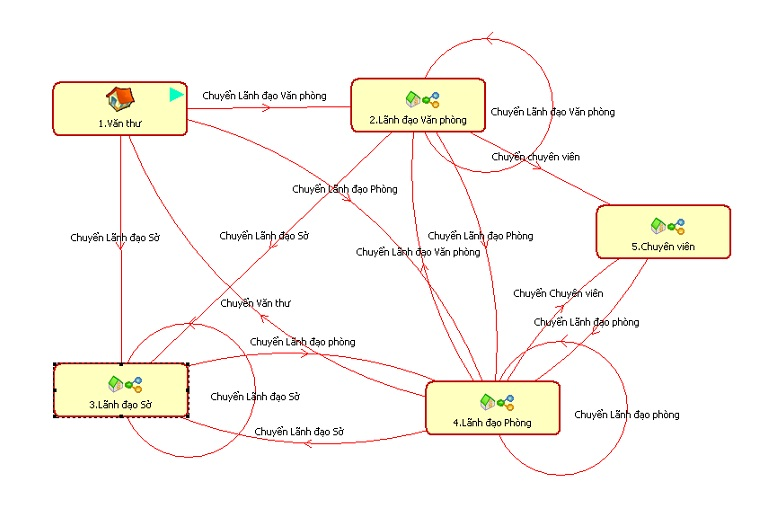 Chuyển Lãnh đạo Văn phòng
1.Văn thư
2.Lãnh đạo Văn phòng
Chuyển Lãnh đạo Văn phòng
Chuyển chuyên viên
Chuyển Lãnh đạo Phòng
Chuyển Lãnh đạo Sở
Chuyển Lãnh đạo Sở
Chuyển Lãnh đạo Phòng
5.Chuyên viên
Chuyển Lãnh đạo Văn phòng
Chuyển Chuyên viên
Chuyển Văn thư
Chuyển Lãnh đạo phòng
Chuyển Lãnh đạo phòng
3.Lãnh đạo Sở
Chuyển Lãnh đạo Sở
4.Lãnh đạo Phòng
Chuyển Lãnh đạo phòng
Chuyển Lãnh đạo Sở